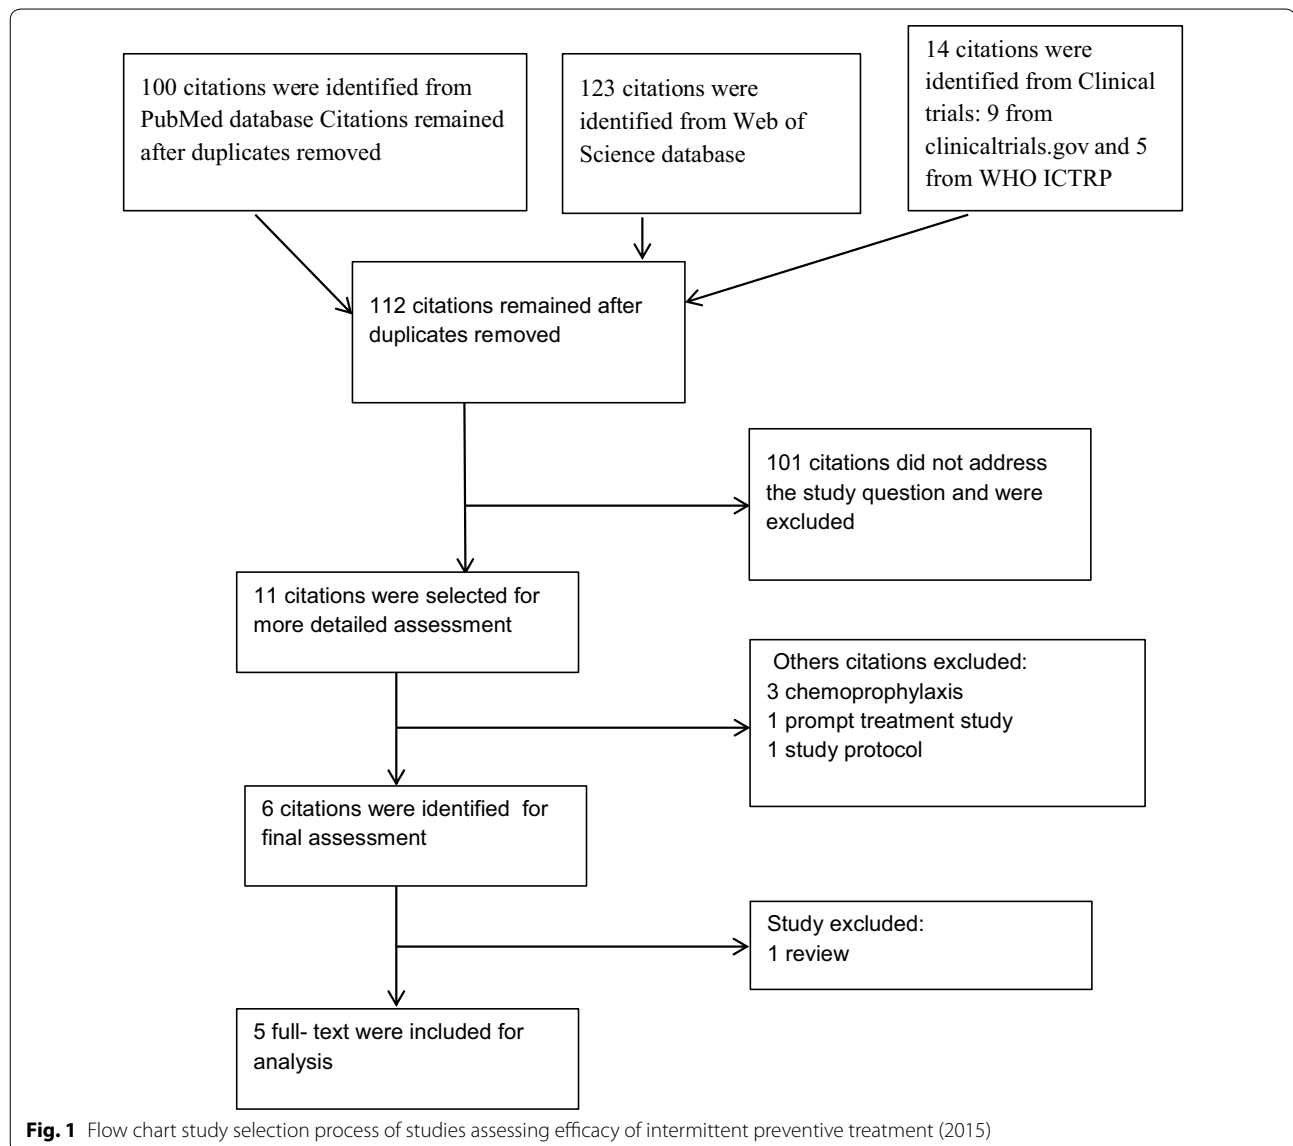 100 citations were identified from
PubMed database Citations remained
after duplicates removed
123 citations were
identified from Web of
Science database
14 citations were
identified from Clinical
trials: 9 from
clinicaltrials.gov and 5
from WHO ICTRP
112 citations remained after
duplicates removed
101 citations did not address
the study question and were
excluded
11 citations were selected for
more detailed assessment
Others citations excluded:
3 chemoprophylaxis
1 prompt treatment study
1 study protocol
6 citations were identified for
final assessment
Study excluded:
1 review
5 full- text were included for
analysis
Fig. 1 Flow chart study selection process of studies assessing efficacy of intermittent preventive treatment (2015)